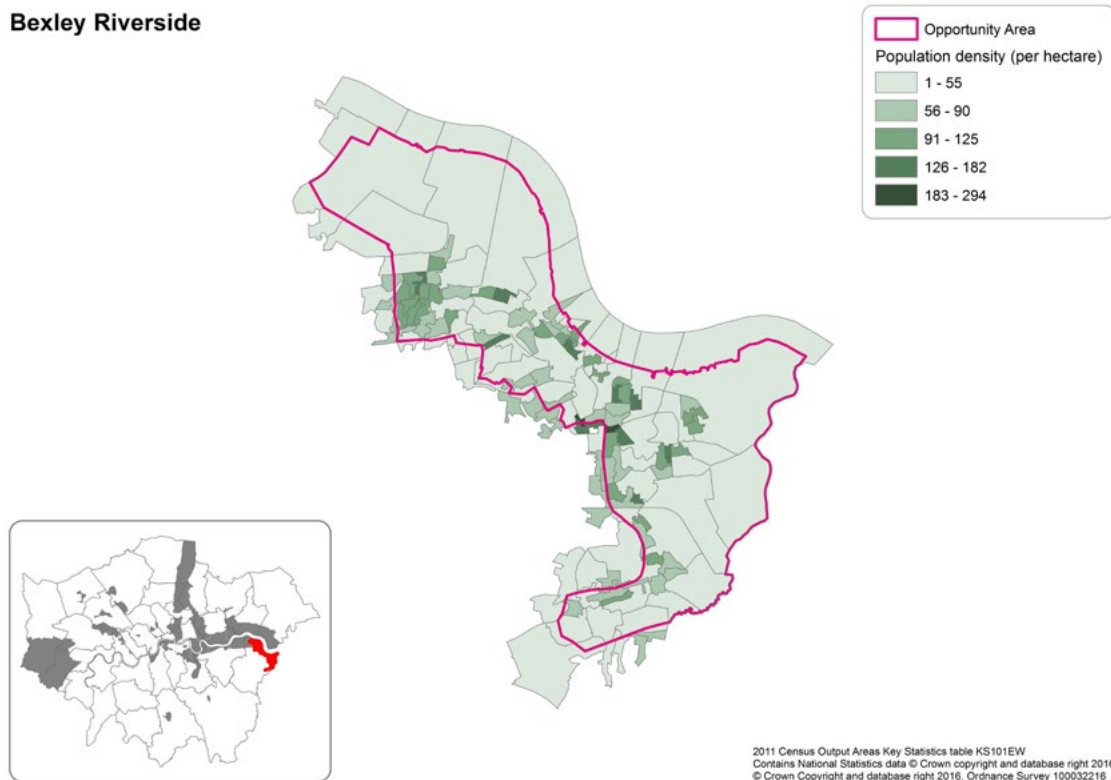 Bexley Riverside
Opportunity Area
Population density (per hectare)
1 - 55
56 - 90
91 - 125
126 - 182
183 - 294
2011 Census Output Areas Key Statistics table KS101EW
Contains National Statistics data © Crown copyright and database right 2016
© Crown Copyright and database right 2016. Ordnance Survey 100032216